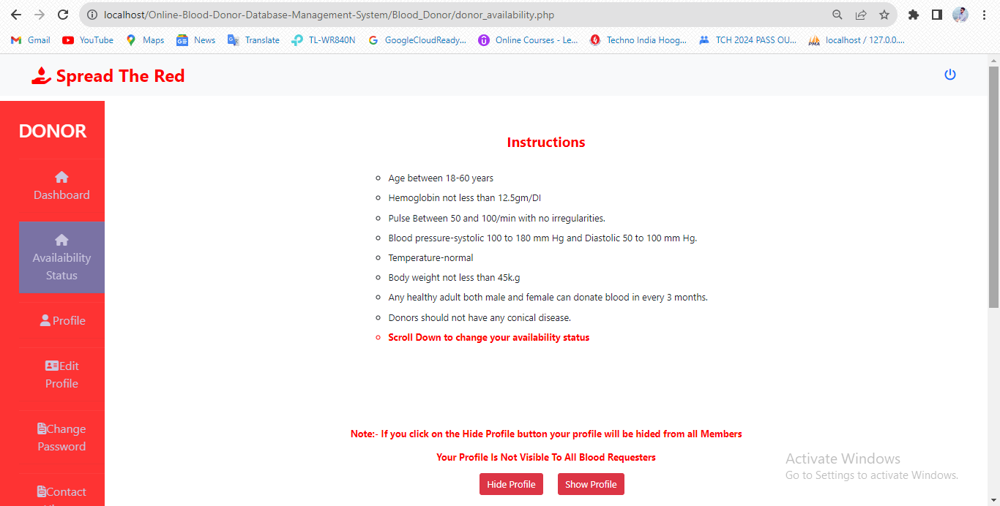 localhost/Online-Blood-Donor-Database-Management-System/Blood_Donor/donor_availability.php
Gmail YouTube Maps News Translate TL-WR840N GoogleCloudReady... Online Courses - Le... Techno India Hoog... TCH 2024 PASS OU... localhost / 127.0.0....
Spread The Red
DONOR
Dashboard
Availaibility
Status
Profile
Edit
Profile
Change
Password
Contact
Instructions
Age between 18-60 years
Hemoglobin not less than 12.5gm/Dl
Pulse Between 50 and 100/min with no irregularities.
Blood pressure-systolic 100 to 180 mm Hg and Diastolic 50 to 100 mm Hg.
Temperature-normal
Body weight not less than 45k.g
Any healthy adult both male and female can donate blood in every 3 months.
Donors should not have any conical disease.
Scroll Down to change your availability status
Note:- If you click on the Hide Profile button your profile will be hided from all Members
Your Profile Is Not Visible To All Blood Requesters
Hide Profile Show Profile
Activate Windows
Go to Settings to activate Windows.